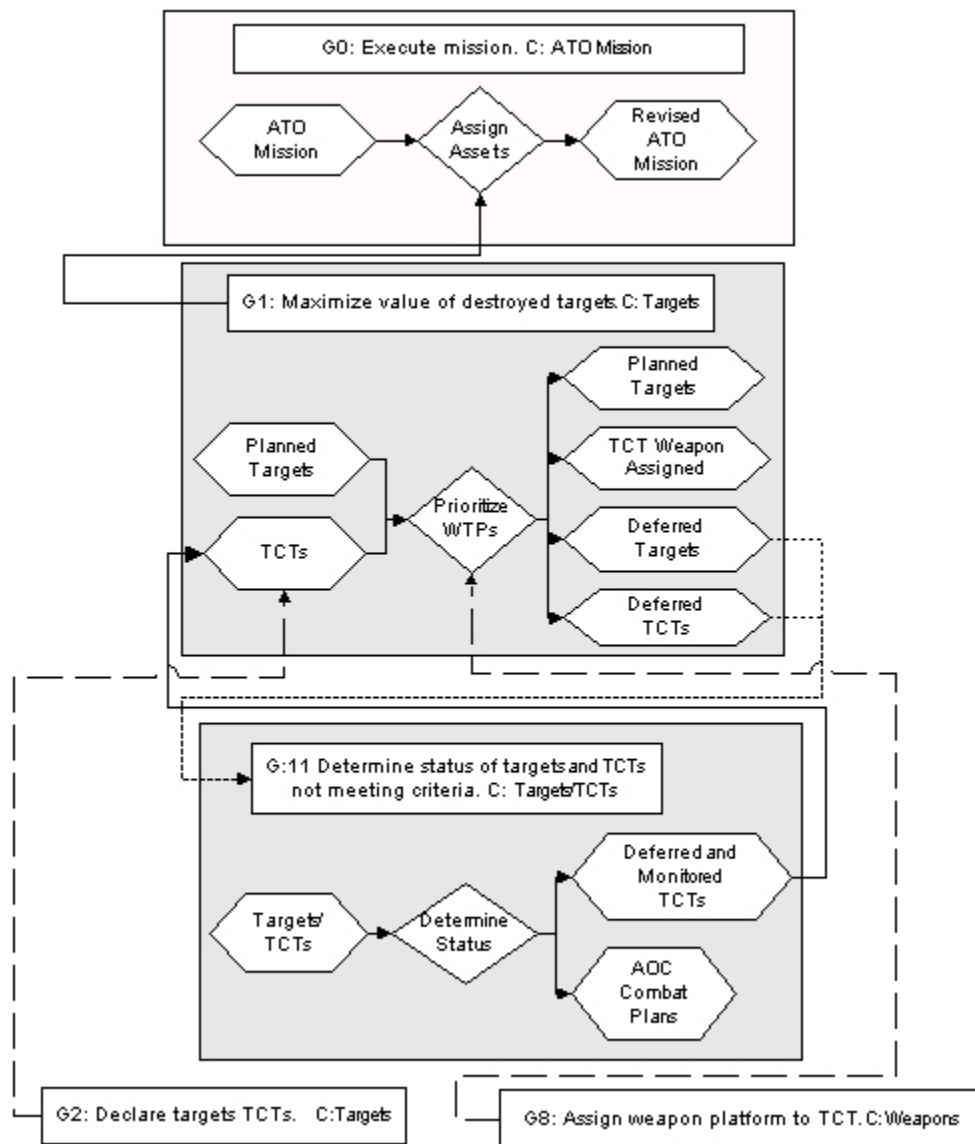 G0: Execute mission. C: ATO Mission
ATO
Mission
Assign
Assets
Revised
ATO
Mission
G1: Maximize value of destroyed targets. C: Targets
Planned
Targets
TCTs
Prioritize
WTPs
Planned
Targets
TCT Weapon
Assigned
Deferred
Targets
Deferred
TCTs
G:11 Determine status of targets and TCTs
not meeting criteria. C: Targets/TCTs
Targets/
TCTs
Determine
Status
Deferred and
Monitored
TCTs
AOC
Combat
Plans
G2: Declare targets TCTs. C:Targets
G8: Assign weapon platform to TCT. C:Weapons